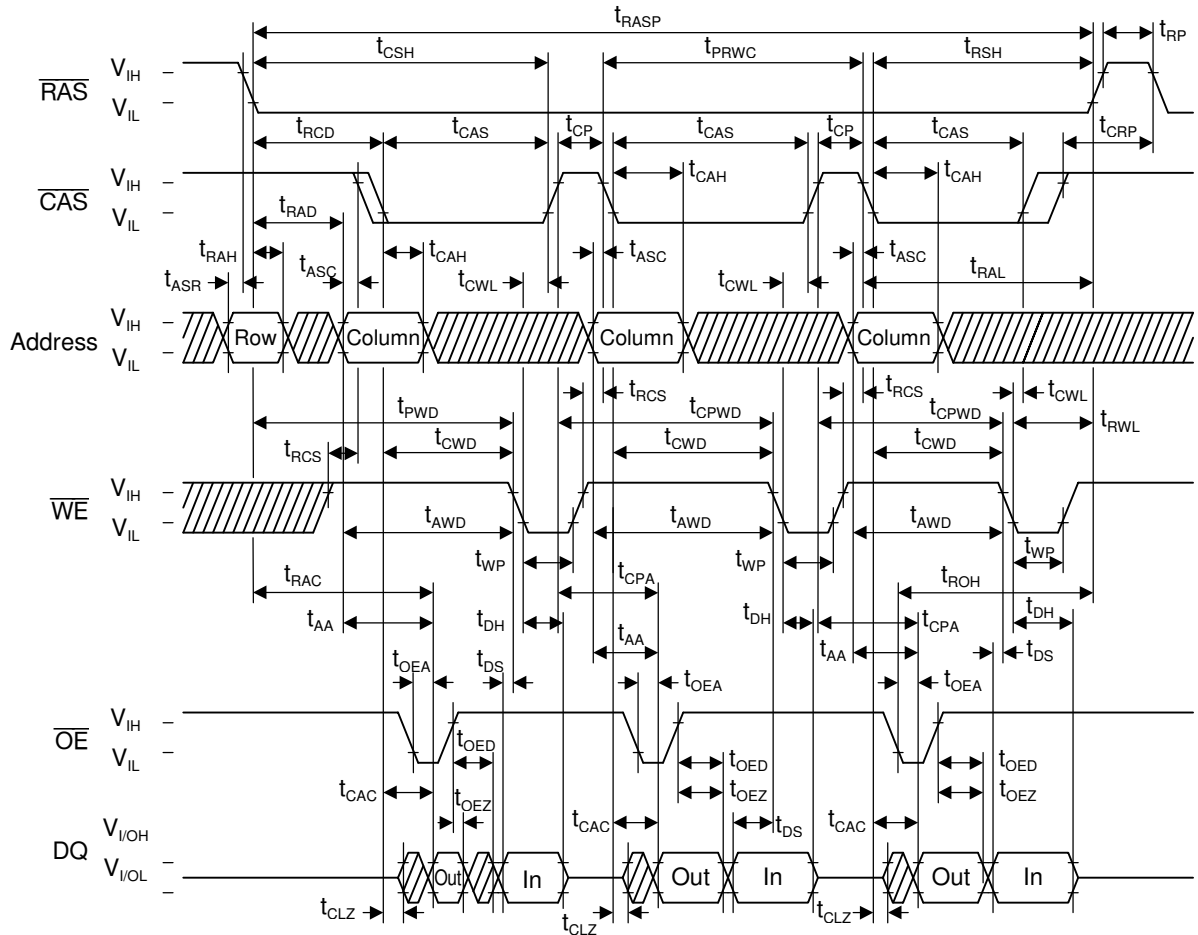 tRASP
tRP
tCSH
tPRWC
tRSH
RAS
VIH
VIL
tRCD
tCAS
tCP
tCAS
tCP
tCAS
tCRP
CAS
VIH
VIL
tCAH
tCAH
tRAD
tRAH
tASR
tASC
tCAH
tCWL
tASC
tCWL
tASC
tRAL
Address
VIH
VIL
Row
Column
Column
Column
tRCS
tRCS
tCWL
tPWD
tCPWD
tCPWD
tRWL
tRCS
tCWD
tCWD
tCWD
WE
VIH
VIL
tAWD
tAWD
tAWD
tWP
tWP
tWP
tRAC
tCPA
tROH
tAA
tDH
tAA
tDH
tCPA
tAA
tDH
tOEA
tDS
tOEA
tOEA
tDS
OE
VIH
VIL
tOED
tOED
tOED
tCAC
tOEZ
tOEZ
tOEZ
tCAC
tDS
tCAC
DQ
VI/OH
VI/OL
Out
In
Out
In
Out
In
tCLZ
tCLZ
tCLZ